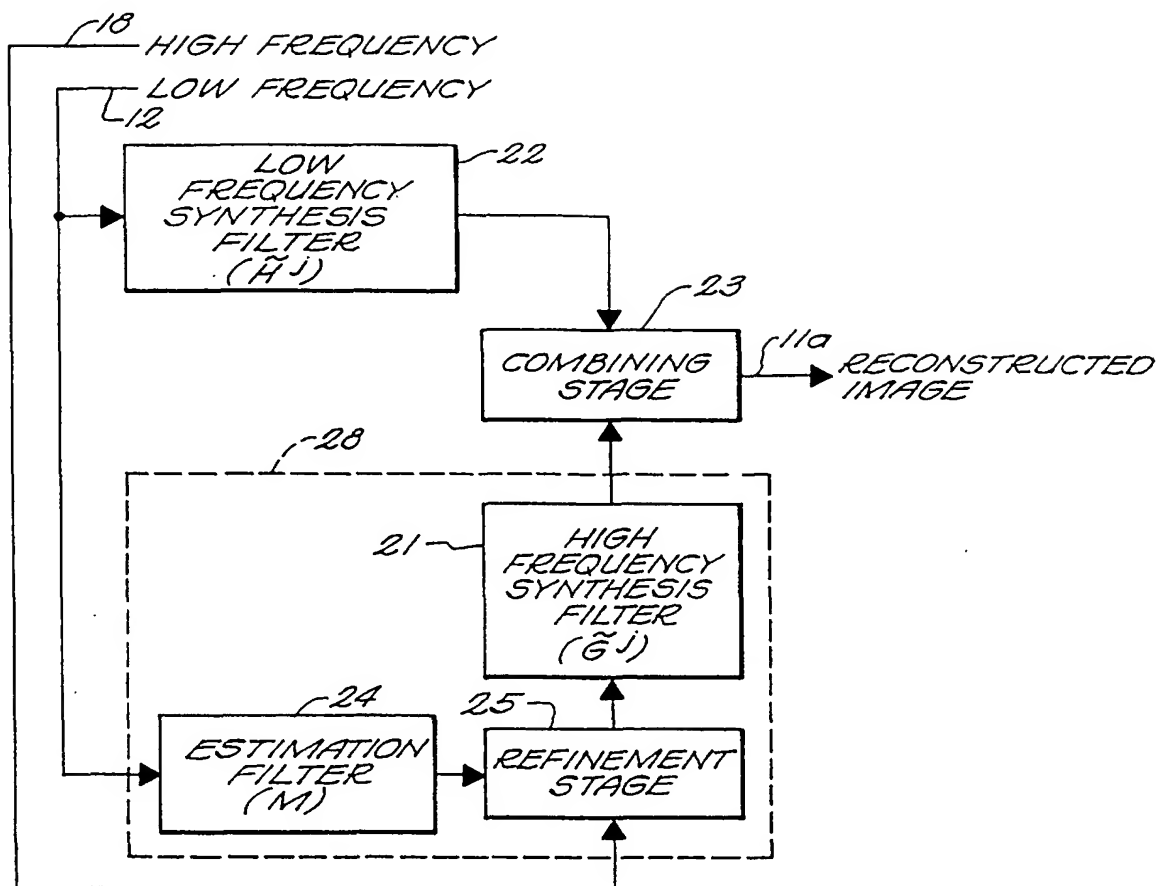 18
HIGH FREQUENCY
LOW FREQUENCY
12
22
LOW
FREQUENCY
SYNTHESIS
FILTER
(H̃ j)
23
COMBINING
STAGE
11a
RECONSTRUCTED
IMAGE
28
21
HIGH
FREQUENCY
SYNTHESIS
FILTER
(G̃ j)
24
ESTIMATION
FILTER
(M)
25
REFINEMENT
STAGE